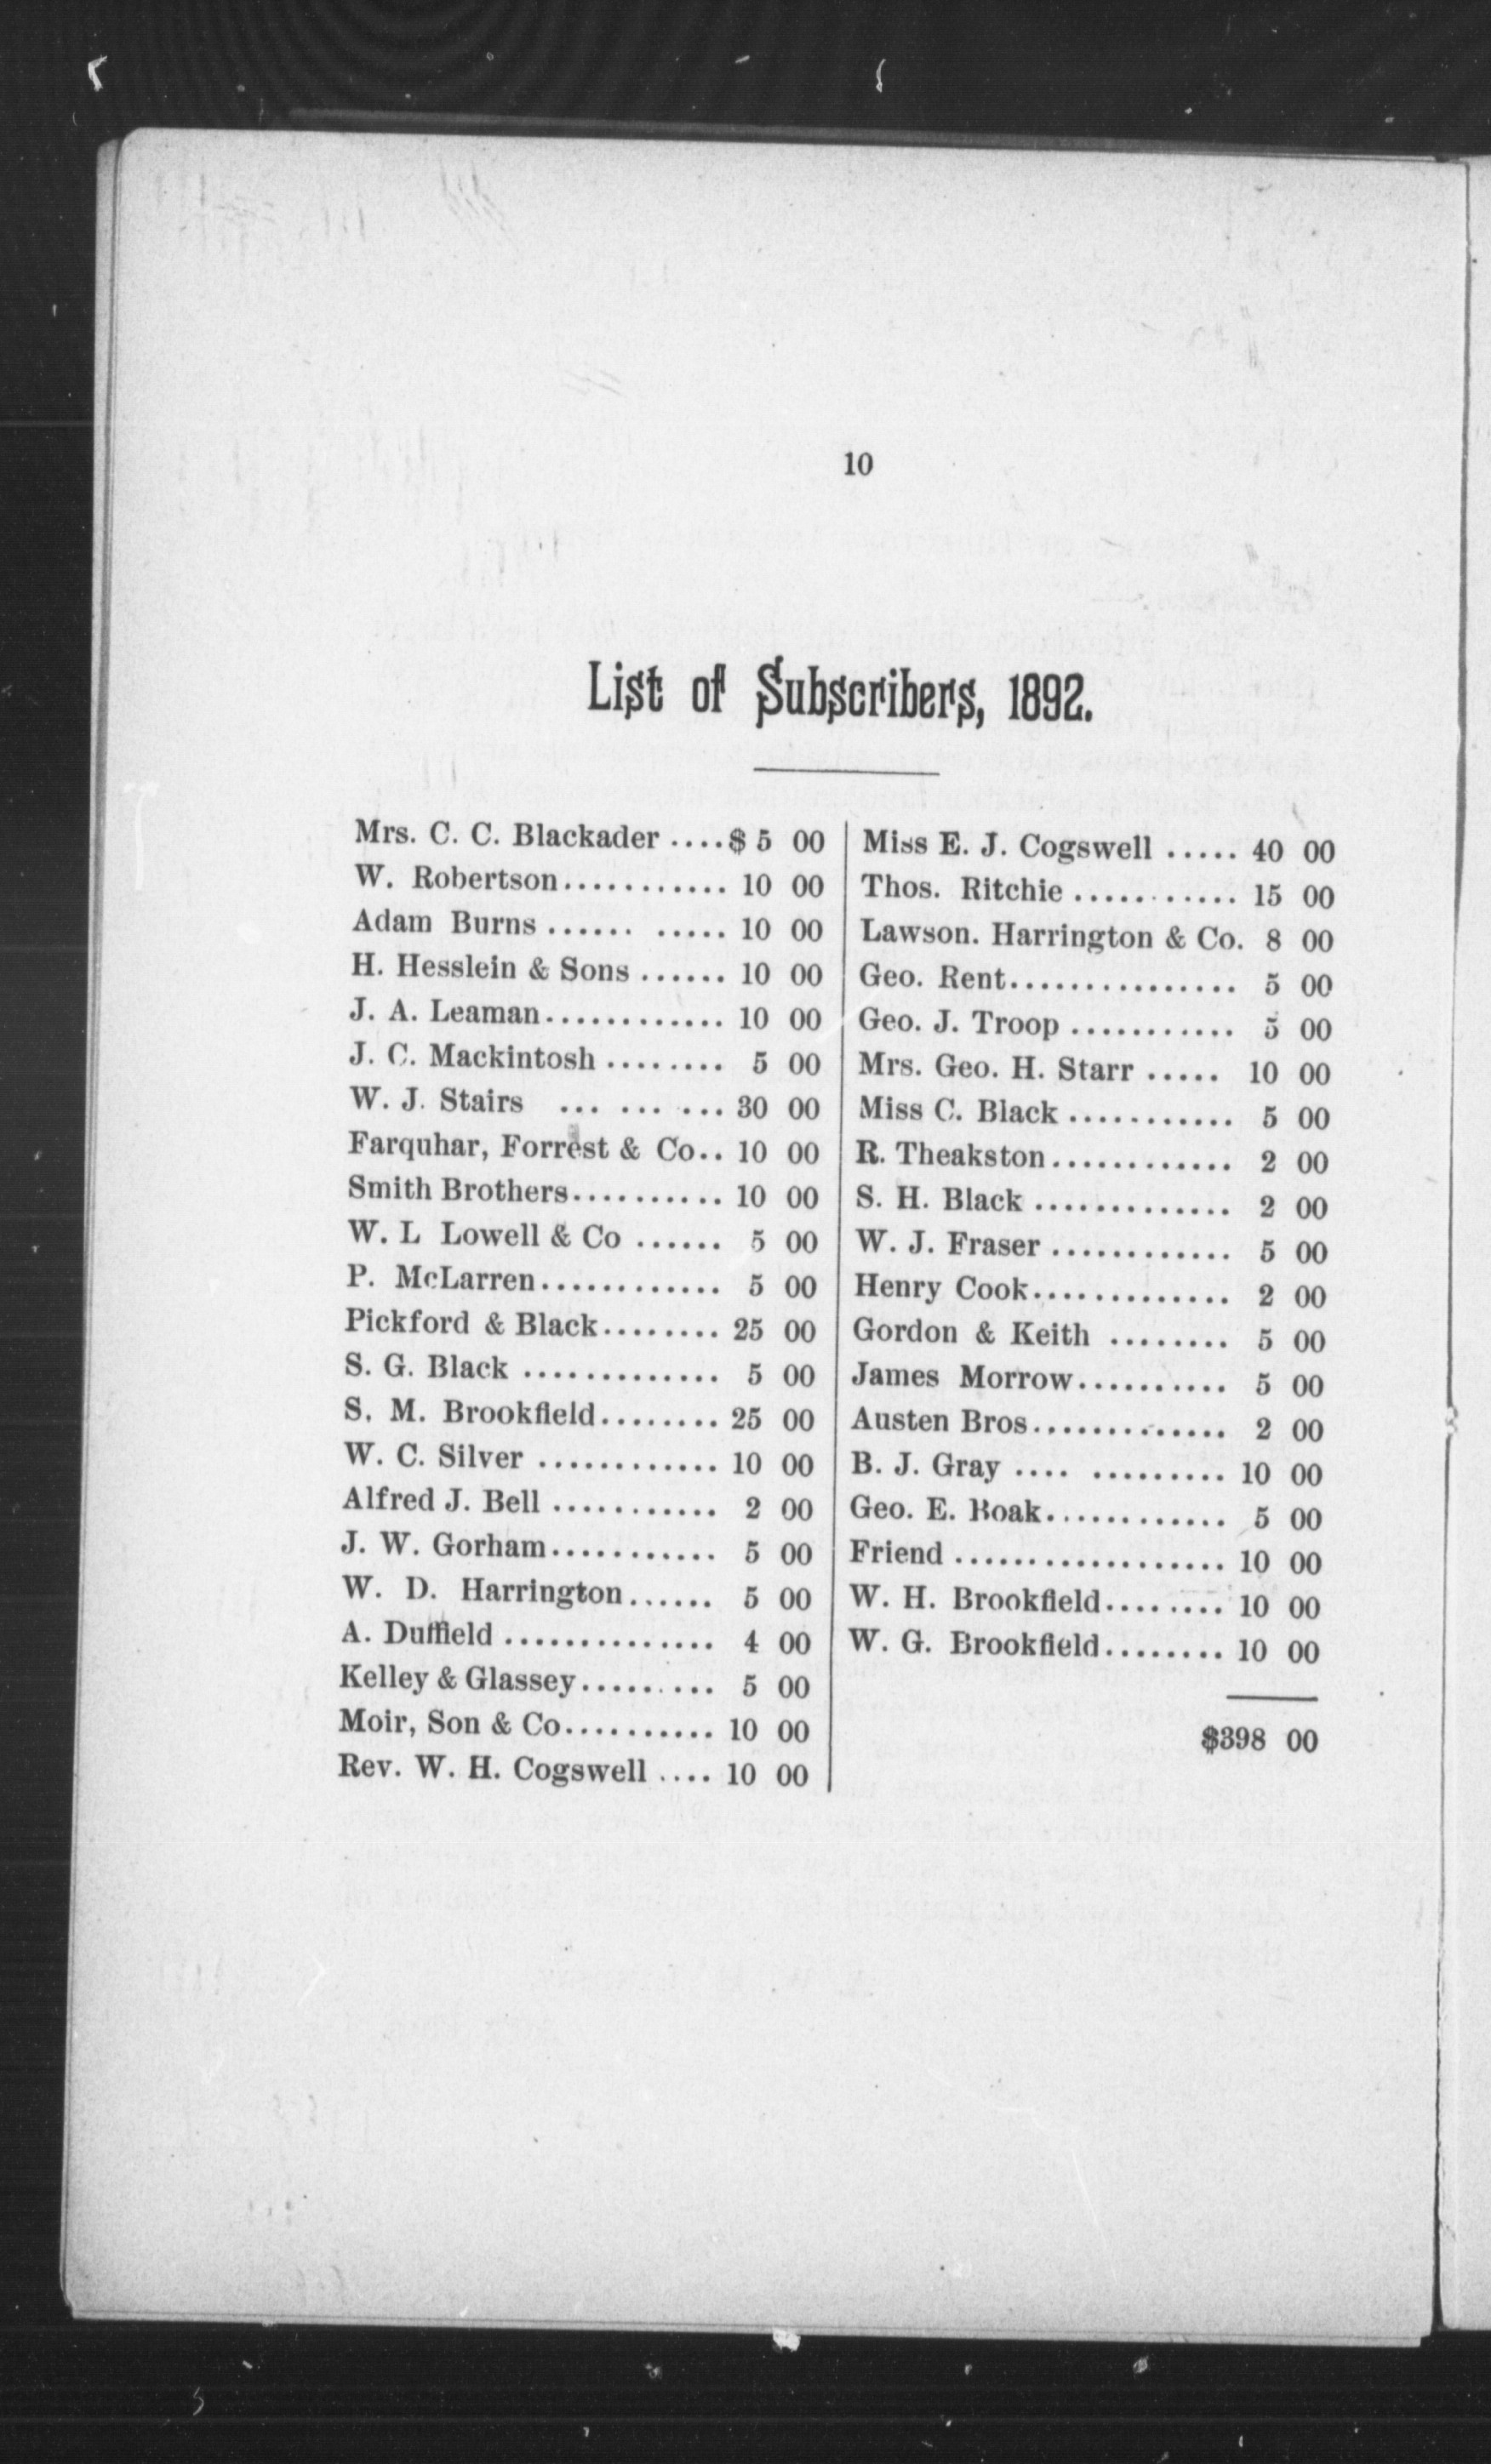 10
List of Subscribers, 1892.
Mrs. C. C. Blackader ....$ 5 00
W. Robertson........... 10 00
Adam Burns ...... ..... 10 00
H. Hesslein & Sons ...... 10 00
J. A. Leaman............ 10 00
J. C. Mackintosh ........ 5 00
W. J. Stairs ... ... ... 30 00
Farquhar, Forrest & Co.. 10 00
Smith Brothers.......... 10 00
W. L Lowell & Co ...... 5 00
P. McLarren............ 5 00
Pickford & Black........ 25 00
S. G. Black ............. 5 00
S. M. Brookfield........ 25 00
W. C. Silver ............ 10 00
Alfred J. Bell ........... 2 00
J. W. Gorham........... 5 00
W. D. Harrington...... 5 00
A. Duffield .............. 4 00
Kelley & Glassey......... 5 00
Moir, Son & Co.......... 10 00
Rev. W. H. Cogswell .... 10 00
Miss E. J. Cogswell ..... 40 00
Thos. Ritchie ........... 15 00
Lawson. Harrington & Co. 8 00
Geo. Rent............... 5 00
Geo. J. Troop ........... 5 00
Mrs. Geo. H. Starr ..... 10 00
Miss C. Black ........... 5 00
R. Theakston............ 2 00
S. H. Black ............. 2 00
W. J. Fraser ............ 5 00
Henry Cook............. 2 00
Gordon & Keith ........ 5 00
James Morrow.......... 5 00
Austen Bros............. 2 00
B. J. Gray .... ......... 10 00
Geo. E. Boak............ 5 00
Friend .................. 10 00
W. H. Brookfield........ 10 00
W. G. Brookfield........ 10 00
$398 00